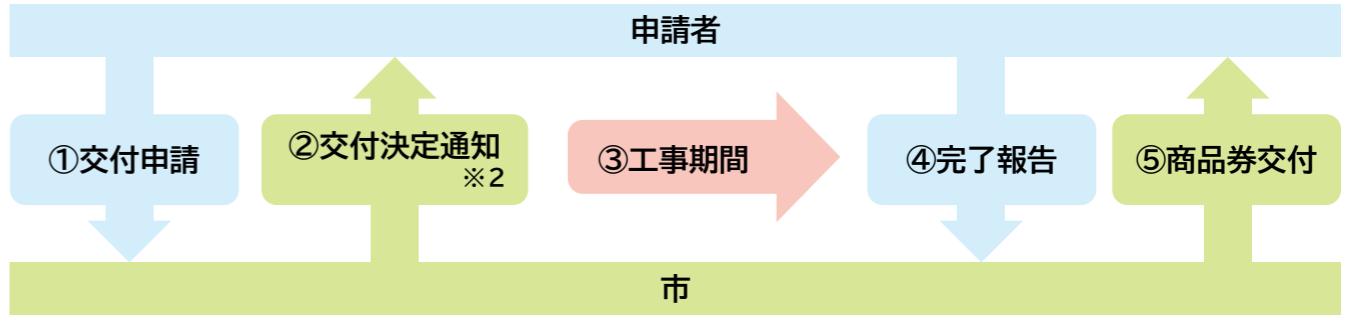 申請者
①交付申請
②交付決定通知
※2
③工事期間
④完了報告
⑤商品券交付
市